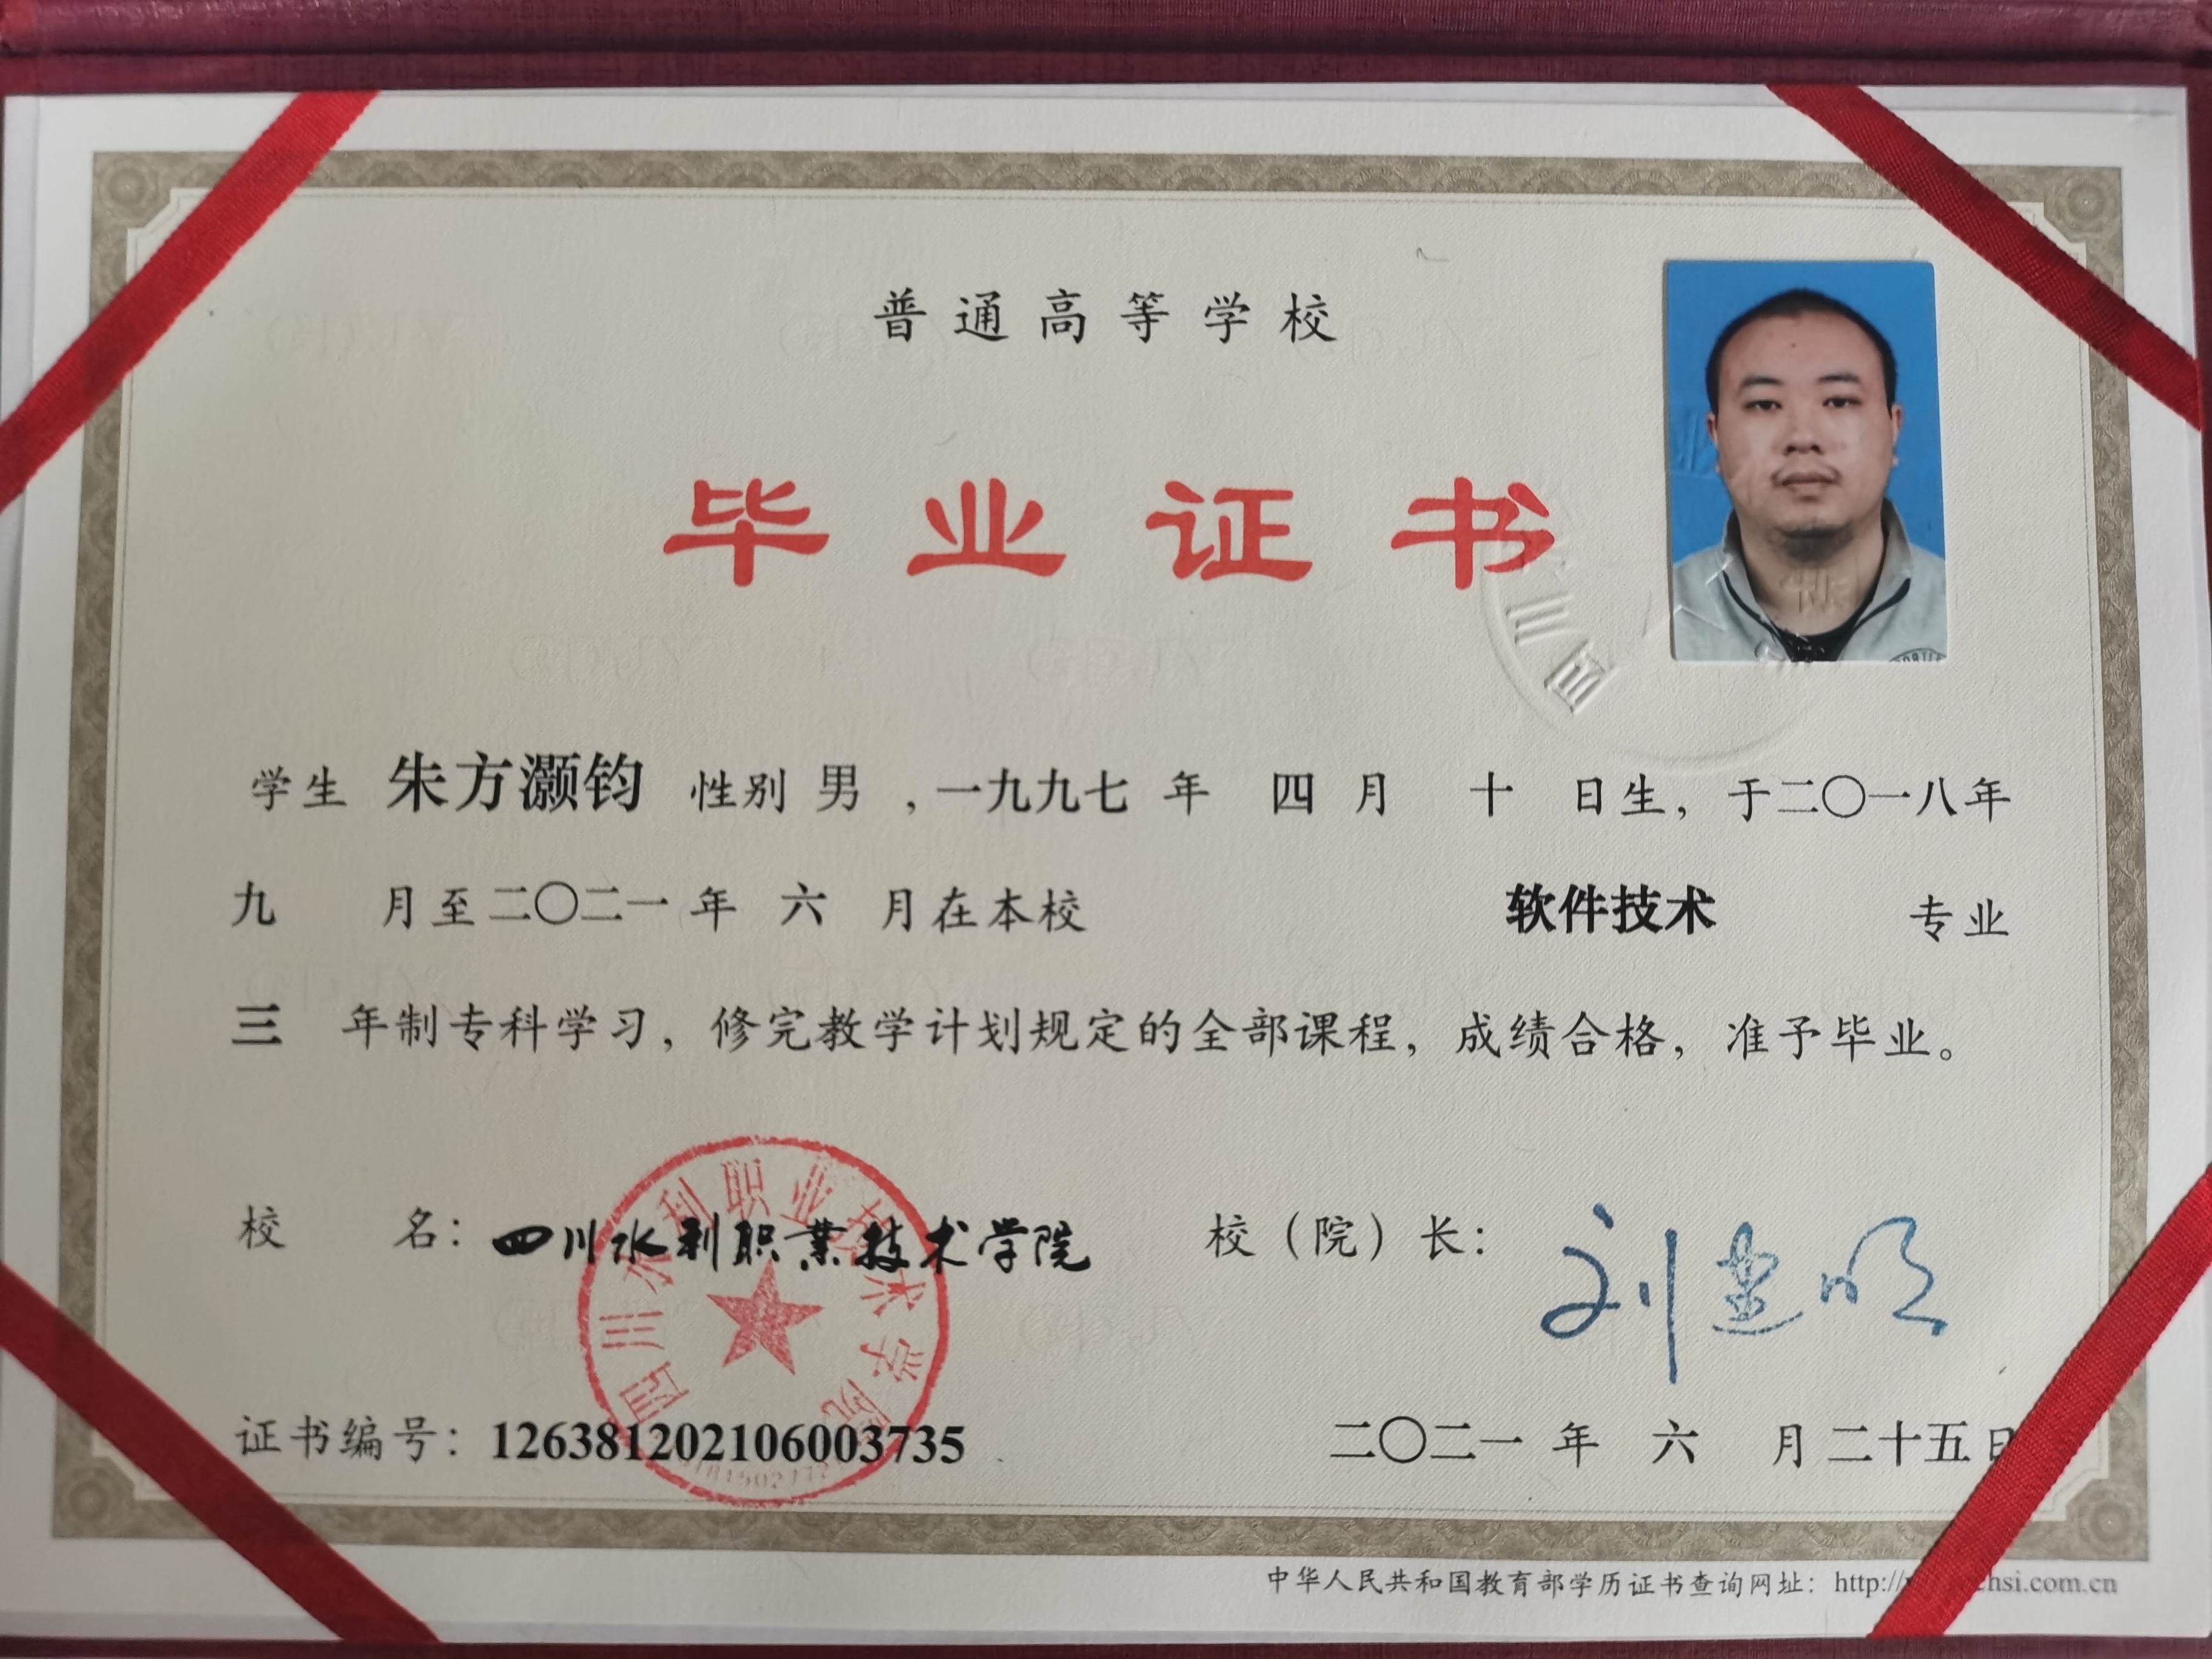 普通高等学校
毕业证书
学生 朱方灏钧 性别 男 ,一九九七 年 四 月 十 日生，于二〇一八年
九 月至二〇二一年 六 月在本校 软件技术 专业
三 年制专科学习，修完教学计划规定的全部课程，成绩合格，准予毕业。
校 名：四川水利职业技术学院 校（院）长：刘建明
四川水利职业技术学院
证书编号：126381202106003735 二〇二一 年 六 月二十五日
中华人民共和国教育部学历证书查询网址：http:// chsi.com.cn